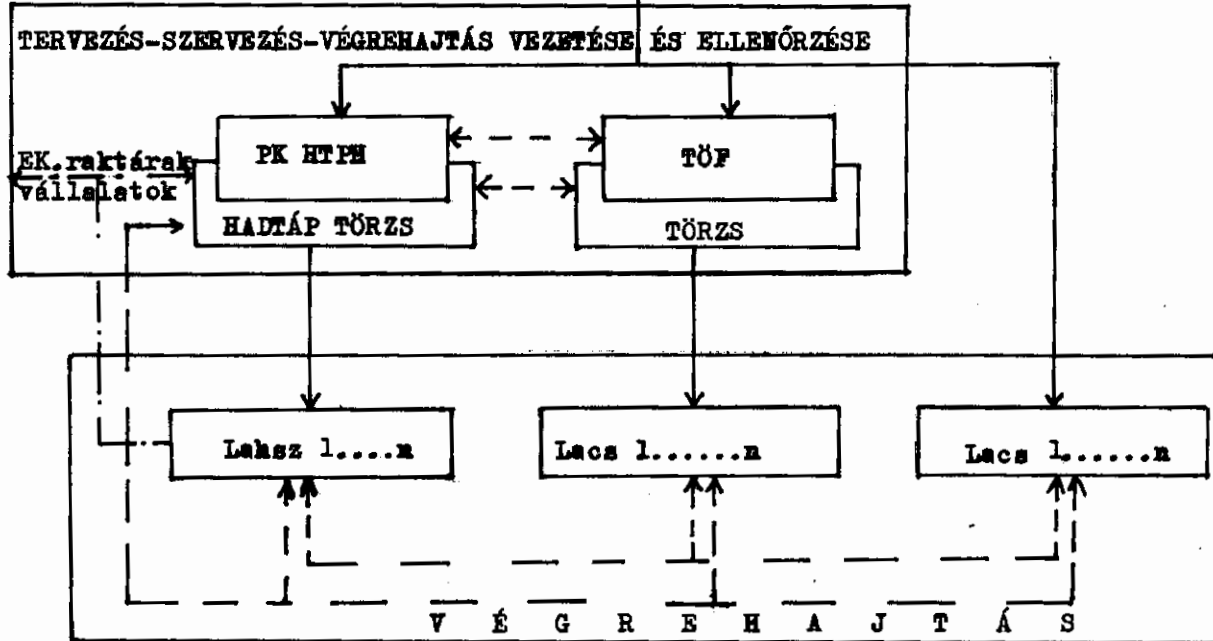 TERVEZÉS-SZERVEZÉS-VÉGREHAJTÁS VEZETÉSE ÉS ELLENŐRZÉSE
PK HTPH
TÖF
EK.raktárak
vállalatok
HADTÁP TÖRZS
TÖRZS
Lahsz 1....n
Lacs 1......n
Lacs 1......n
V É G R E H A J T Á S